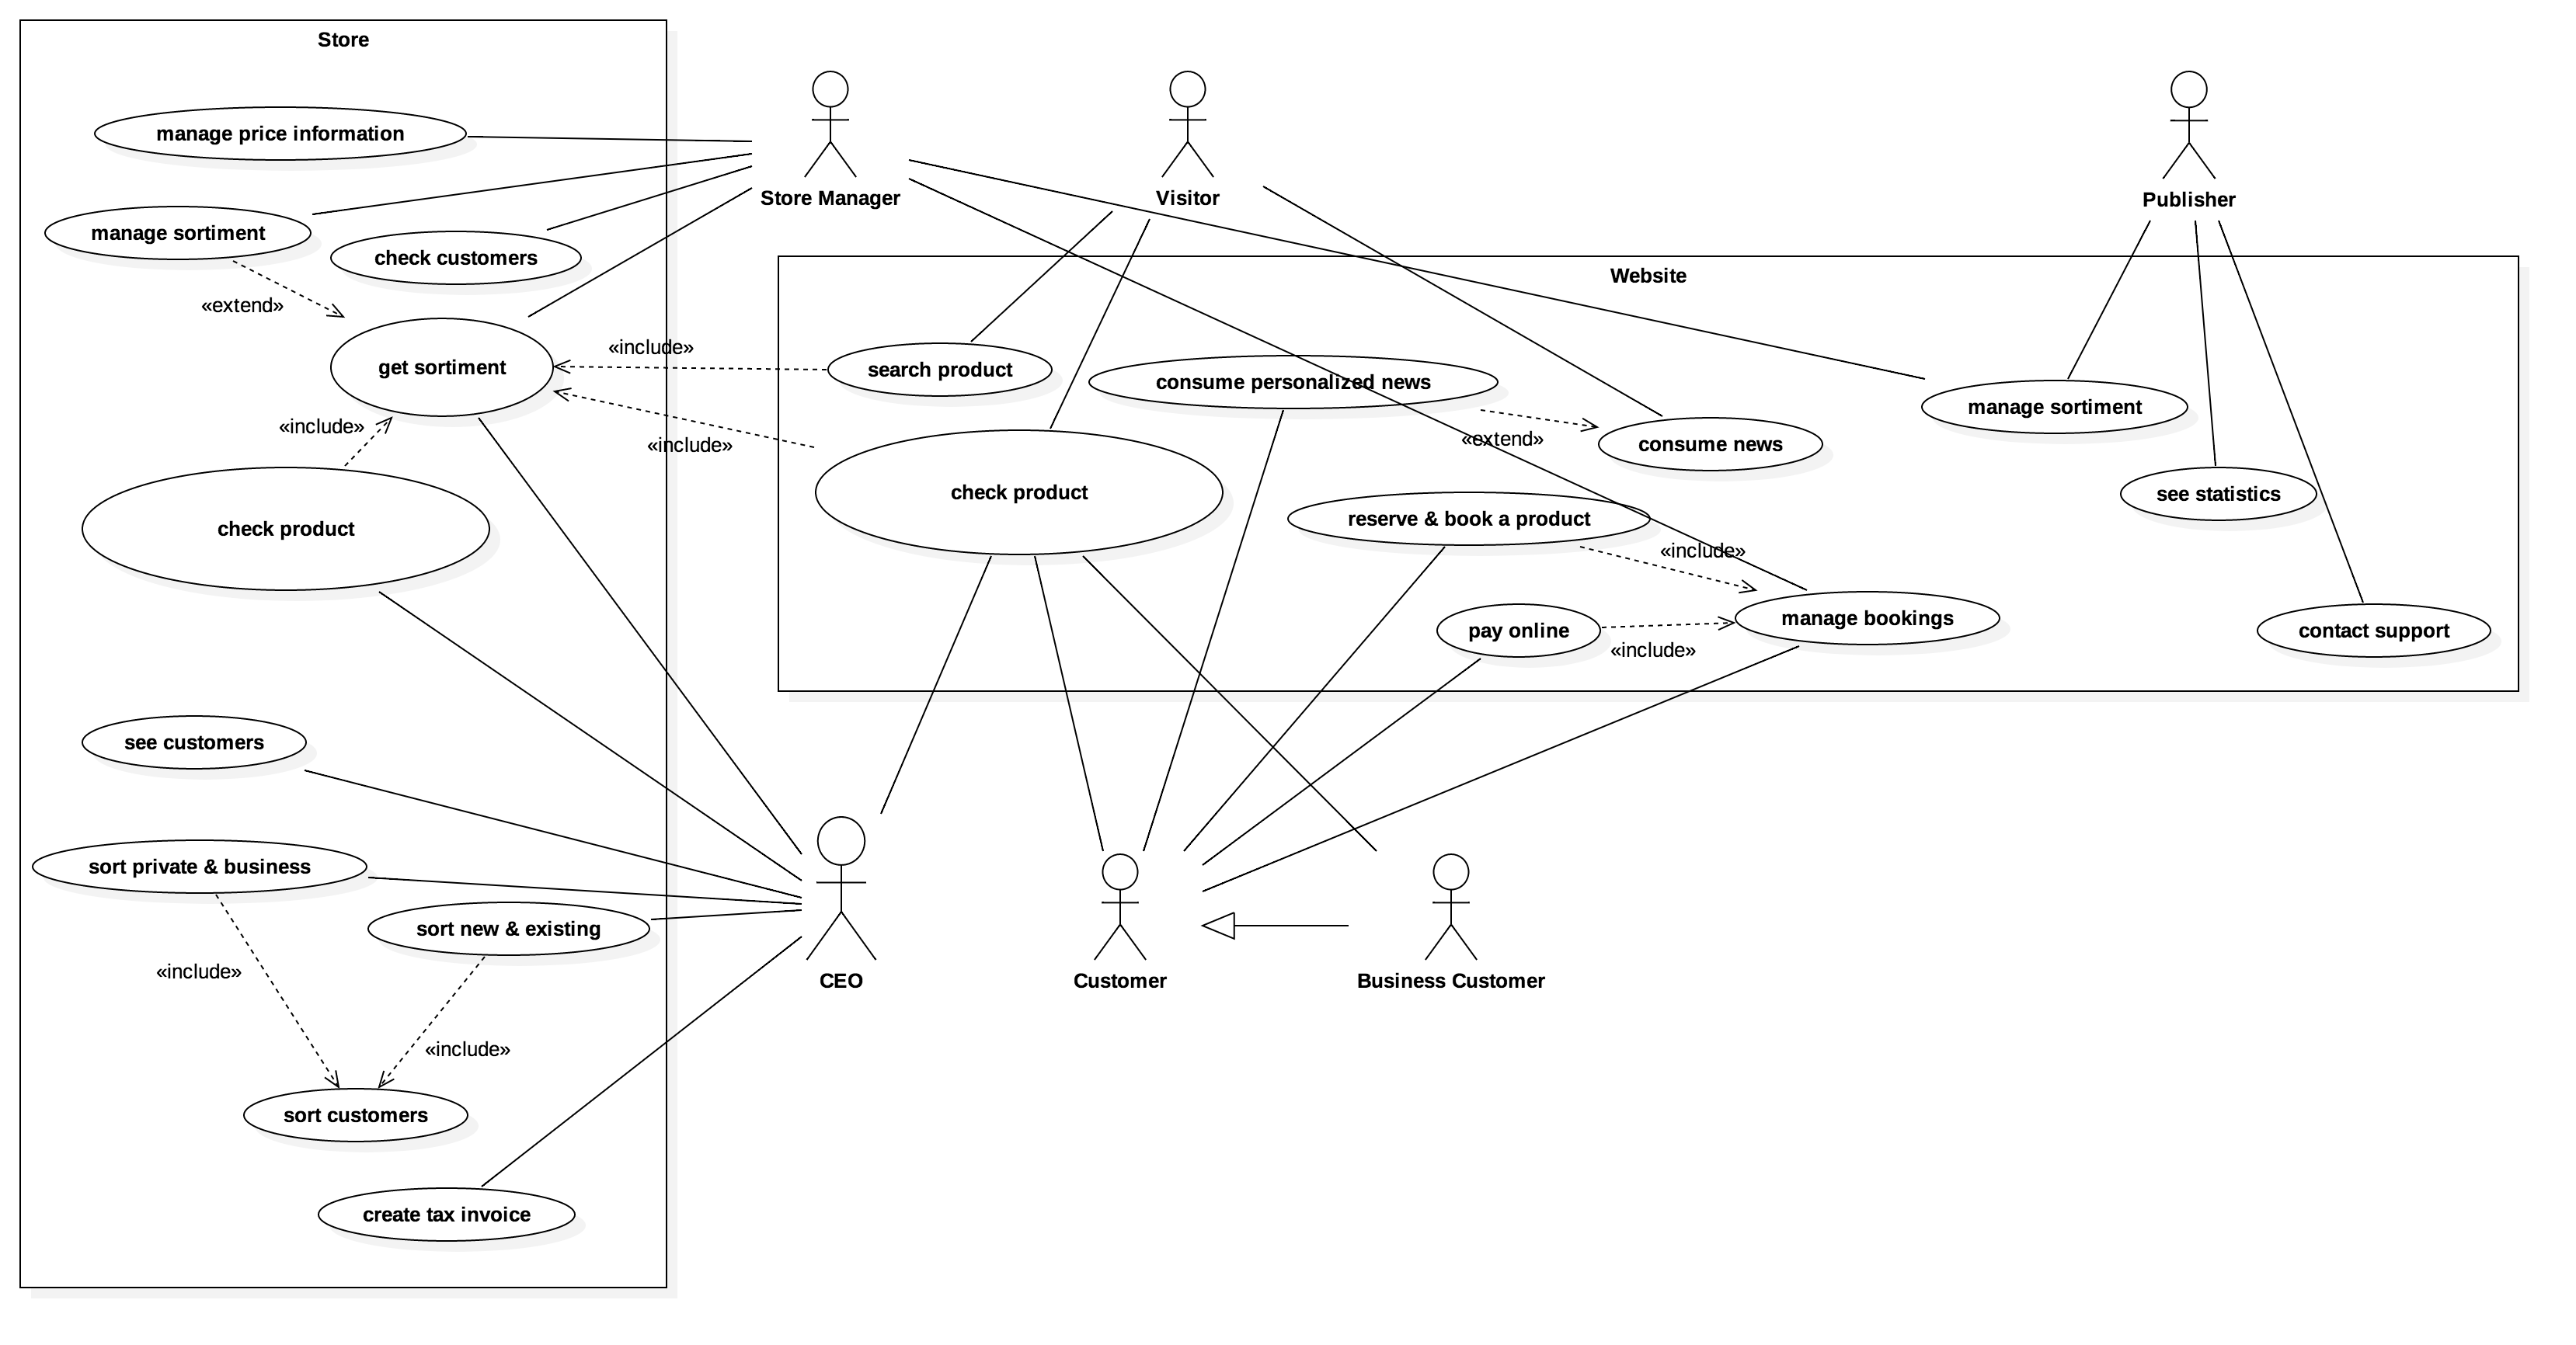 Store
manage price information
manage sortiment
check customers
«extend»
get sortiment
«include»
check product
see customers
sort private & business
sort new & existing
«include»
«include»
sort customers
create tax invoice
Store Manager
Visitor
Publisher
Website
«include»
search product
consume personalized news
manage sortiment
«include»
«extend»
consume news
check product
see statistics
reserve & book a product
«include»
manage bookings
pay online
«include»
contact support
CEO
Customer
Business Customer